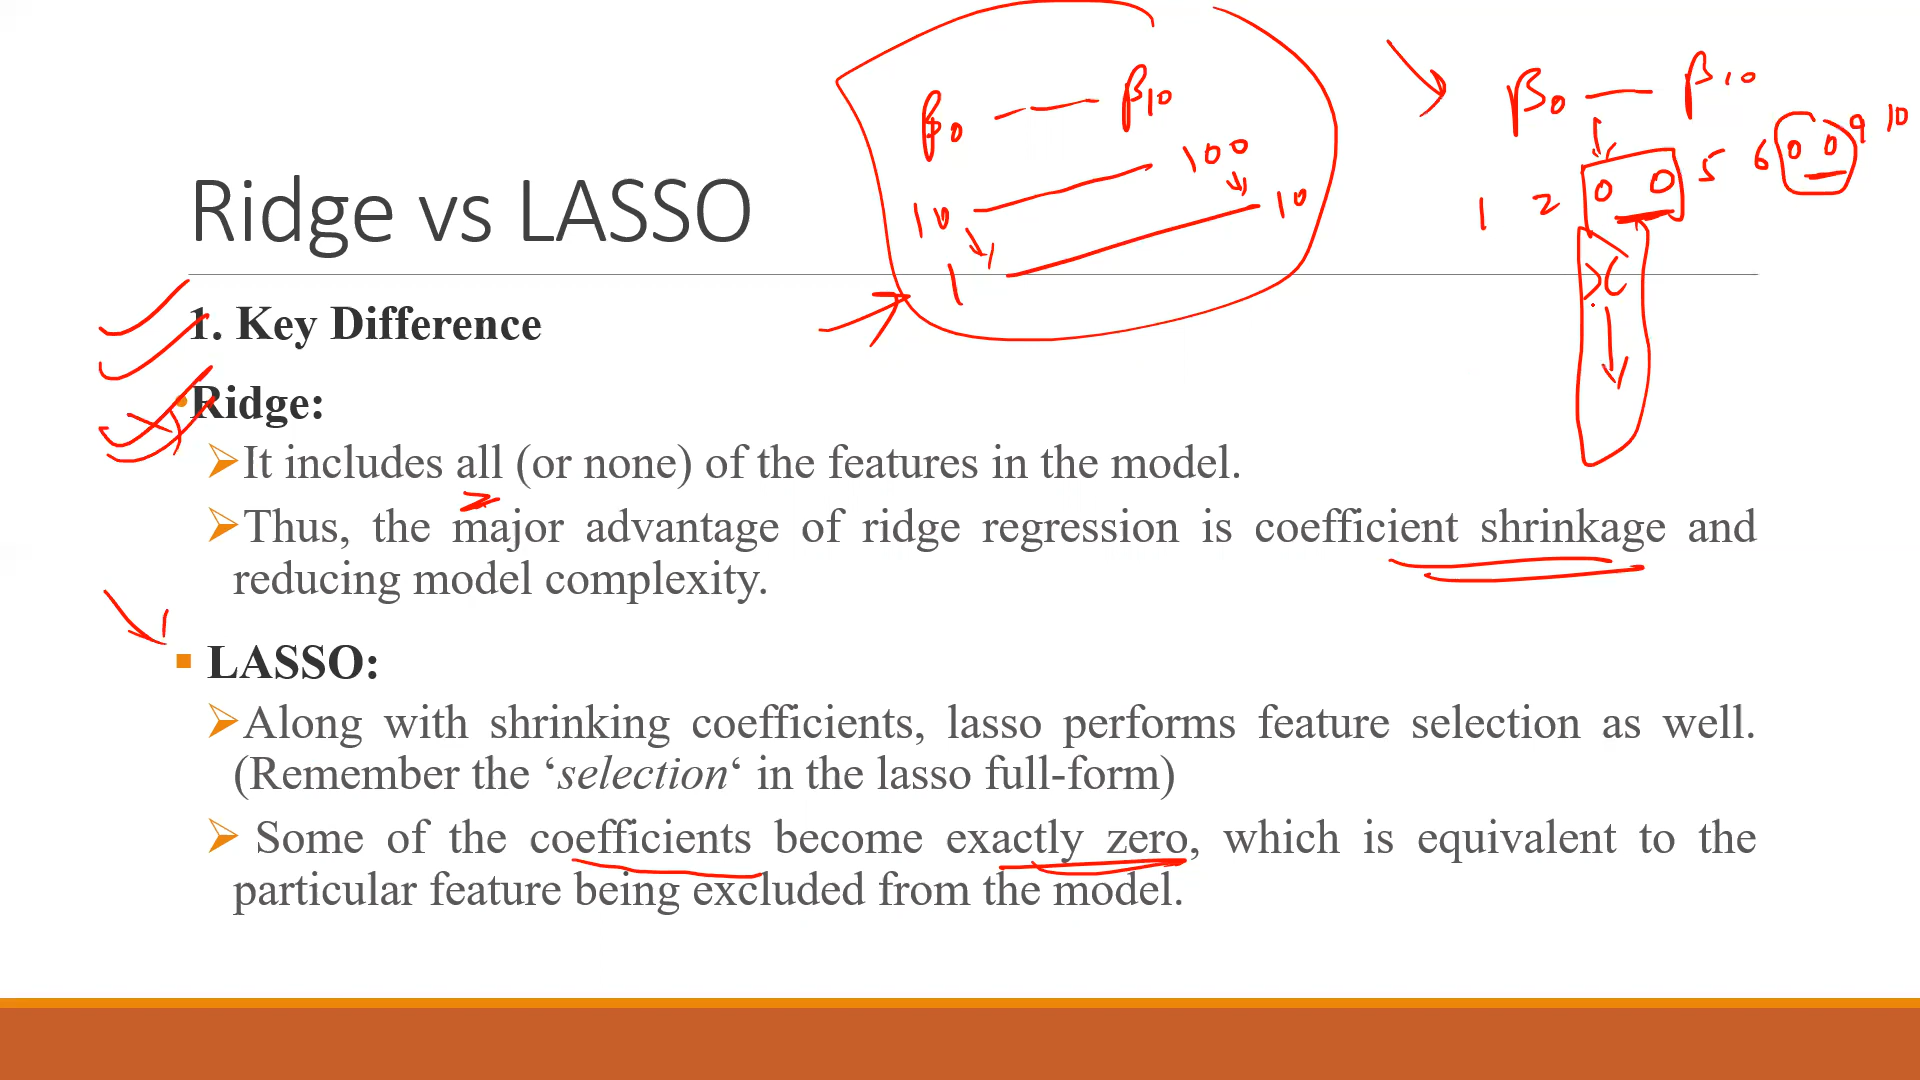 β0 — β10
10 — 100
1 — 10
β0 — β10
1 2 0 0 5 6 0 0 9 10
Ridge vs LASSO
1. Key Difference
•Ridge:
It includes all (or none) of the features in the model.
Thus, the major advantage of ridge regression is coefficient shrinkage and
reducing model complexity.
LASSO:
Along with shrinking coefficients, lasso performs feature selection as well.
(Remember the ‘selection‘ in the lasso full-form)
Some of the coefficients become exactly zero, which is equivalent to the
particular feature being excluded from the model.